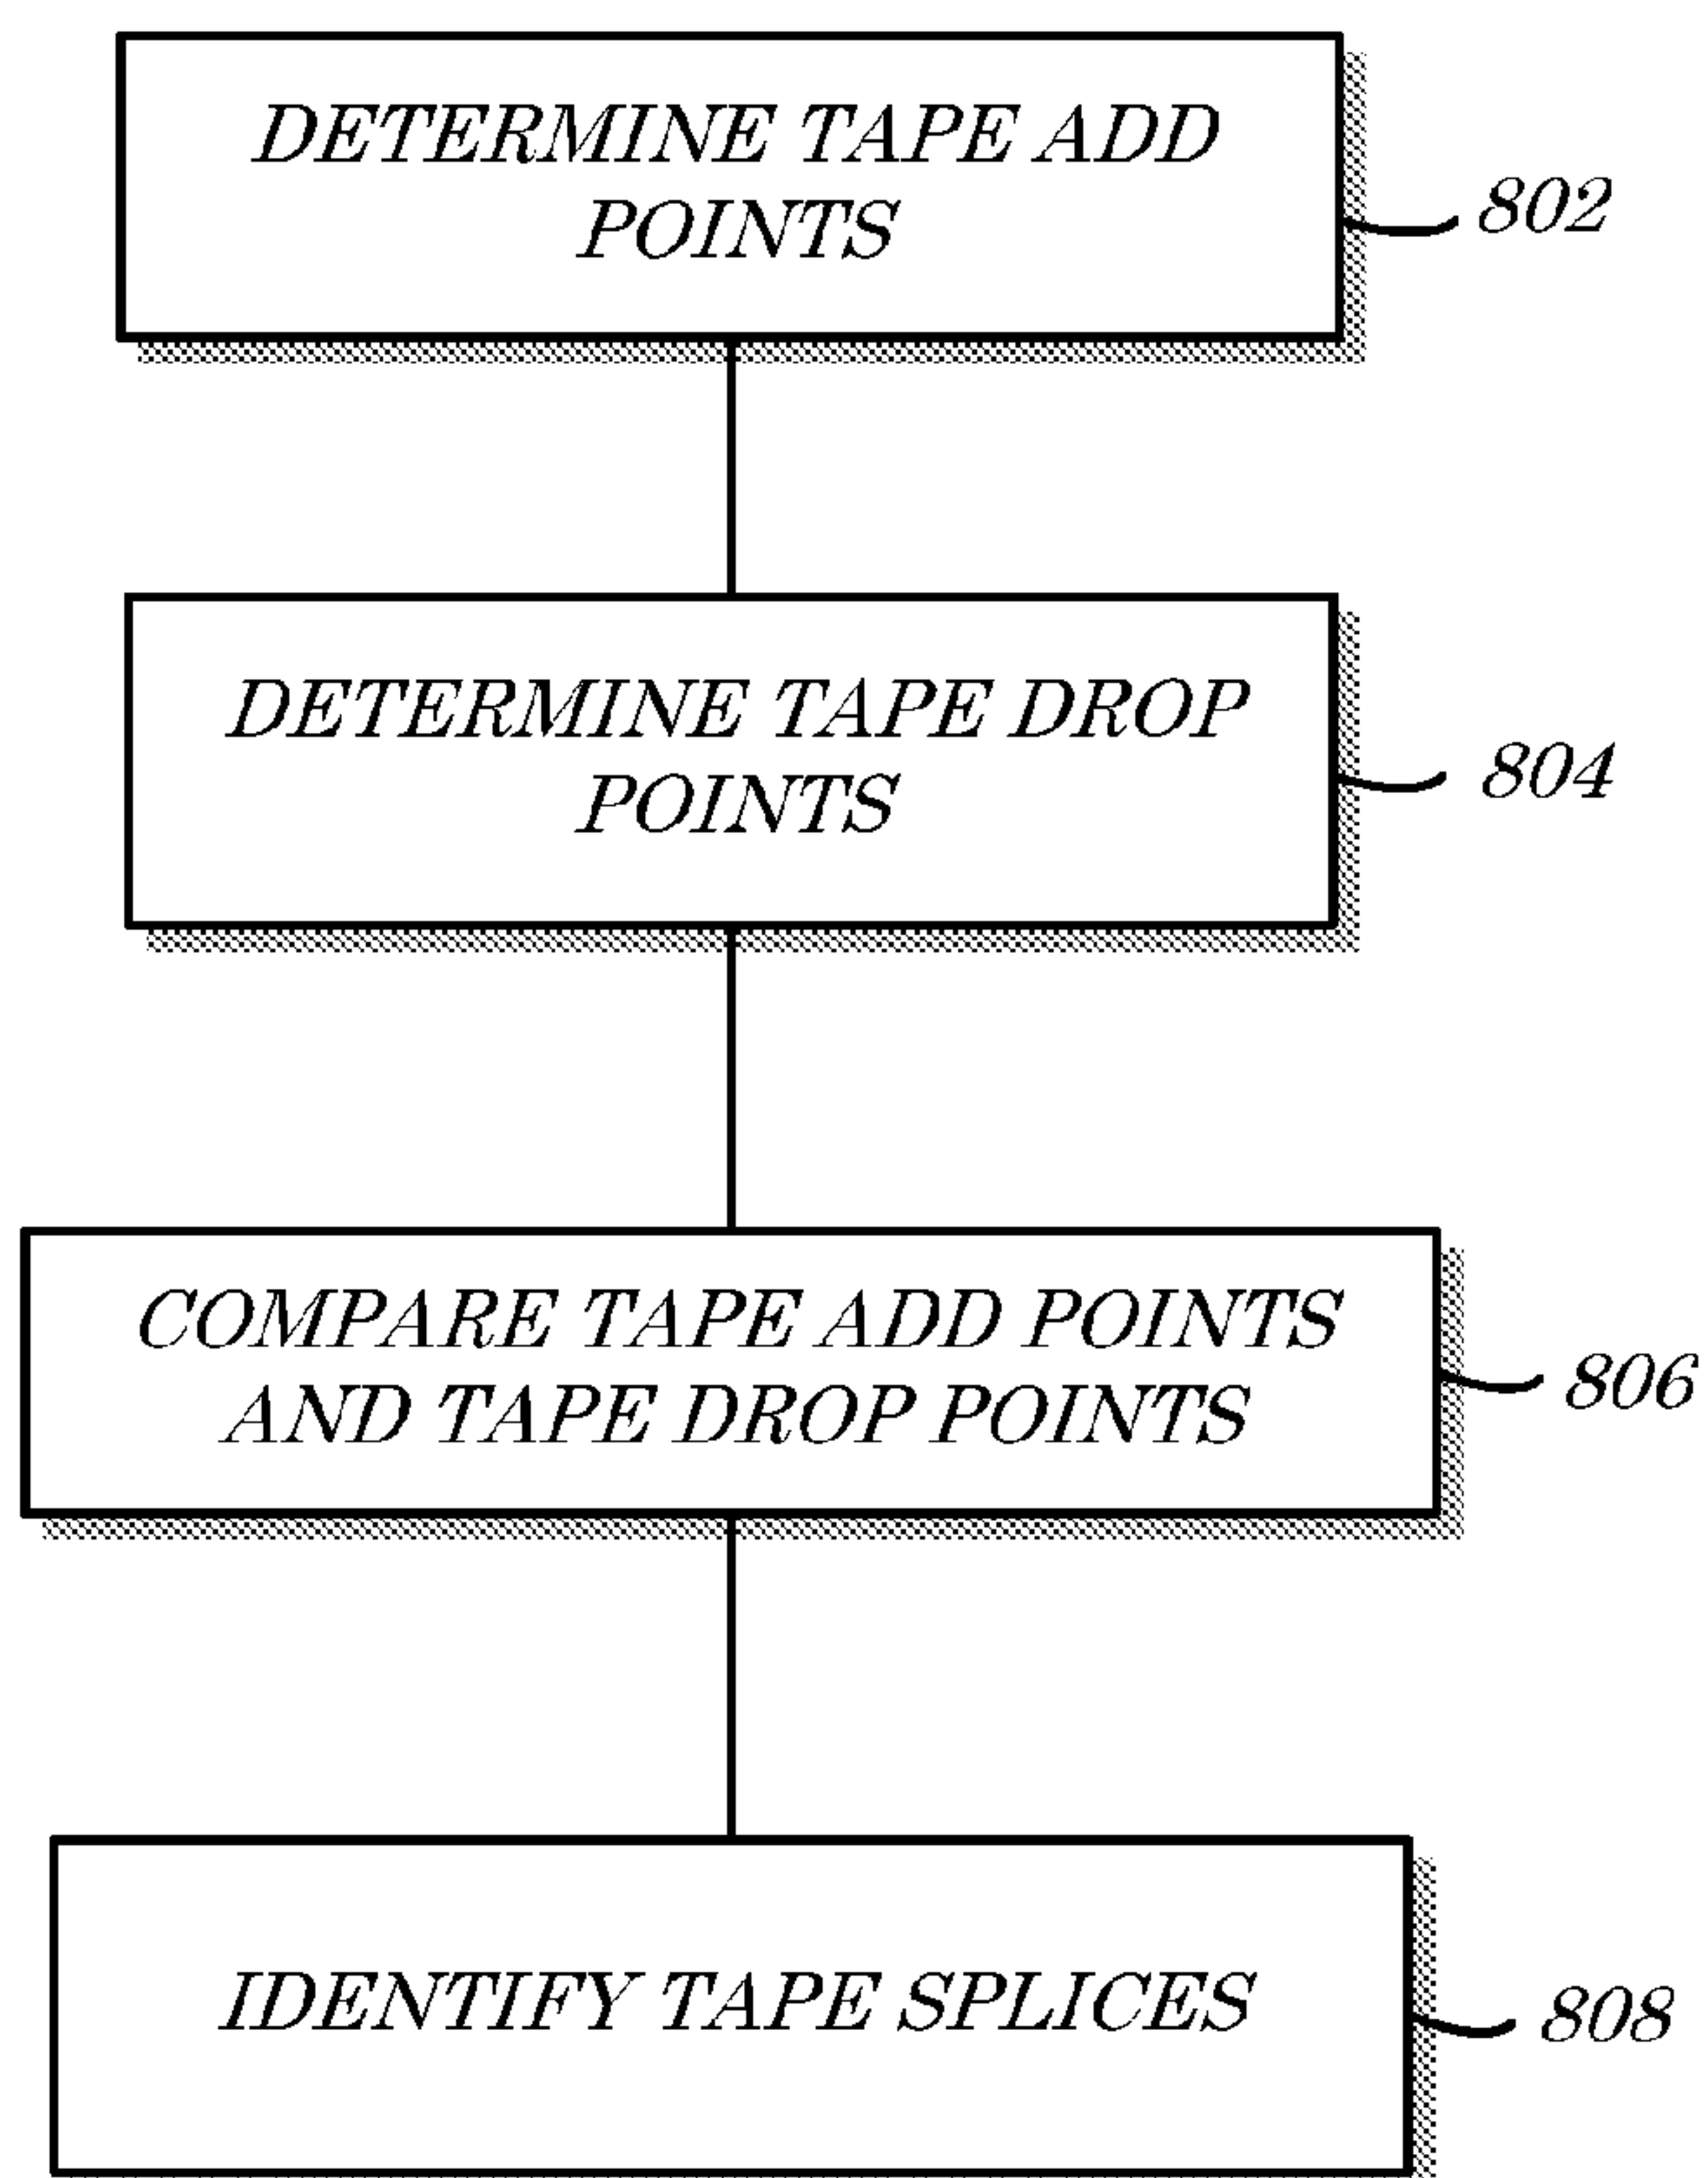 DETERMINE TAPE ADD
POINTS
802
DETERMINE TAPE DROP
POINTS
804
COMPARE TAPE ADD POINTS
AND TAPE DROP POINTS
806
IDENTIFY TAPE SPLICES
808